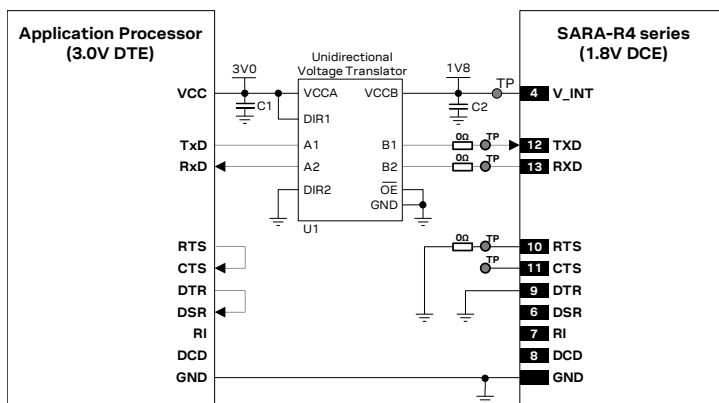 Application Processor
(3.0V DTE)
SARA-R4 series
(1.8V DCE)
Unidirectional
Voltage Translator
3V0
1V8
TP
VCC
C1
VCCA
VCCB
C2
4
V_INT
DIR1
0Ω
TP
TxD
A1
B1
12
TXD
0Ω
TP
RxD
A2
B2
13
RXD
DIR2
OE
GND
U1
0Ω
TP
RTS
10
RTS
TP
CTS
11
CTS
DTR
9
DTR
DSR
6
DSR
RI
7
RI
DCD
8
DCD
GND
GND